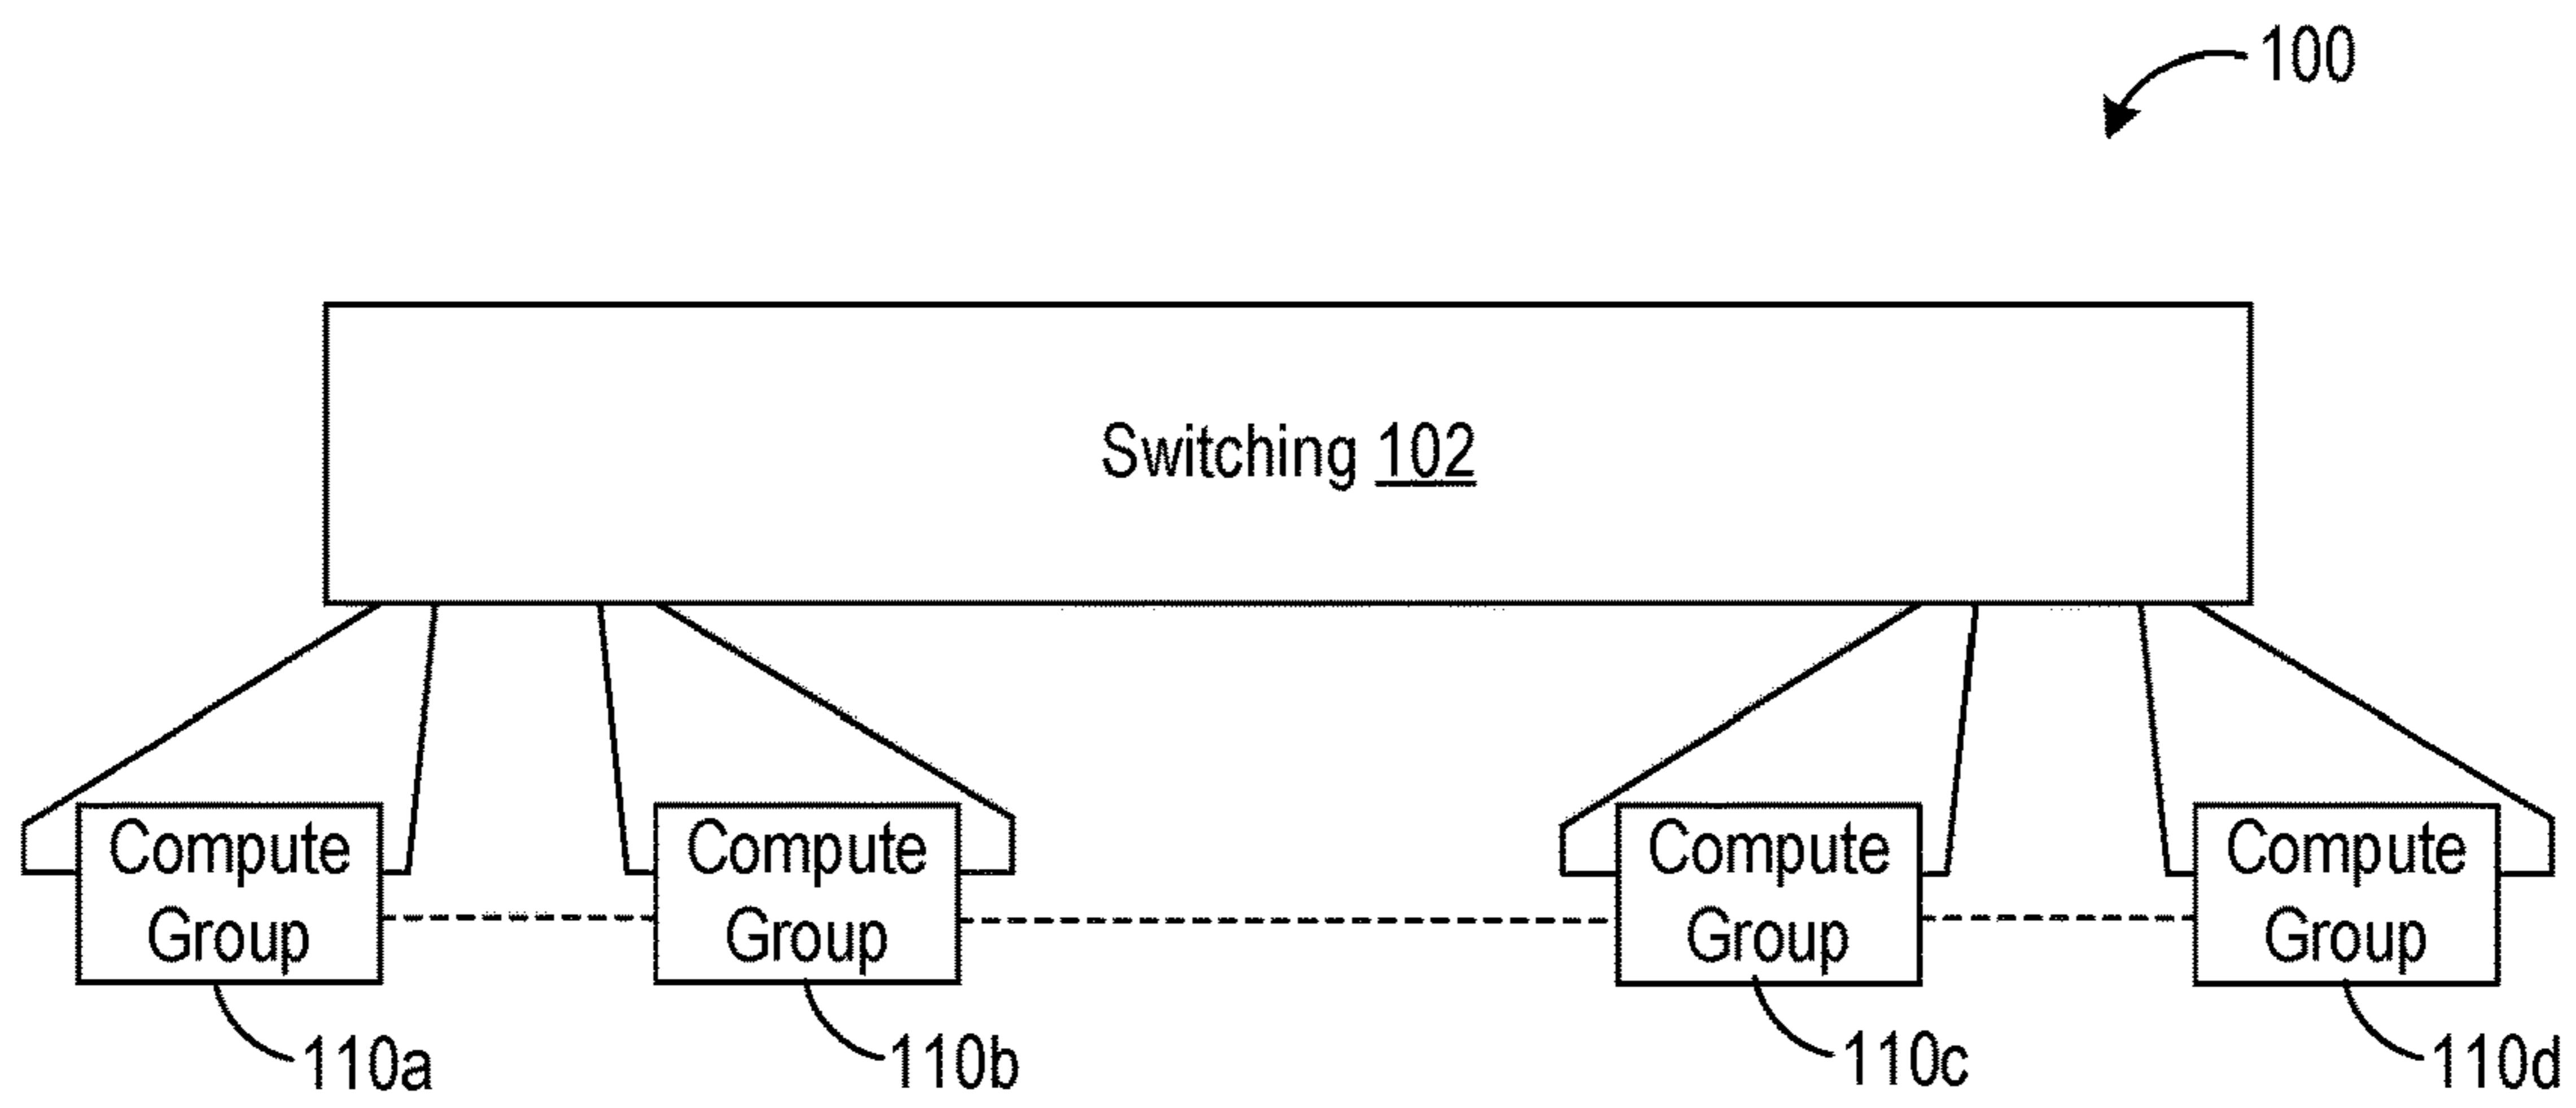 100
Switching 102
Compute
Group
Compute
Group
Compute
Group
Compute
Group
110a
110b
110c
110d